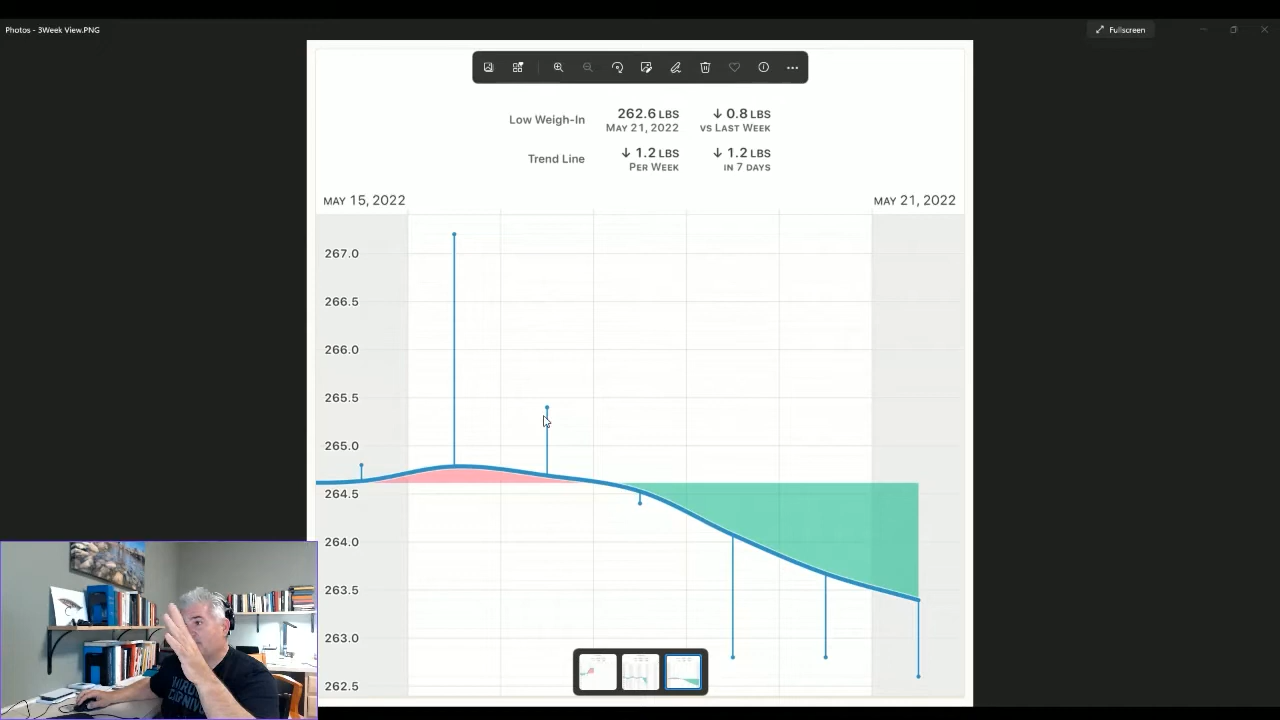 Photos - 3Week View.PNG
Fullscreen
Low Weigh-In
262.6 LBS
MAY 21, 2022
↓ 0.8 LBS
VS LAST WEEK
Trend Line
↓ 1.2 LBS
PER WEEK
↓ 1.2 LBS
IN 7 DAYS
MAY 15, 2022
MAY 21, 2022
267.0
266.5
266.0
265.5
265.0
264.5
264.0
263.5
263.0
262.5